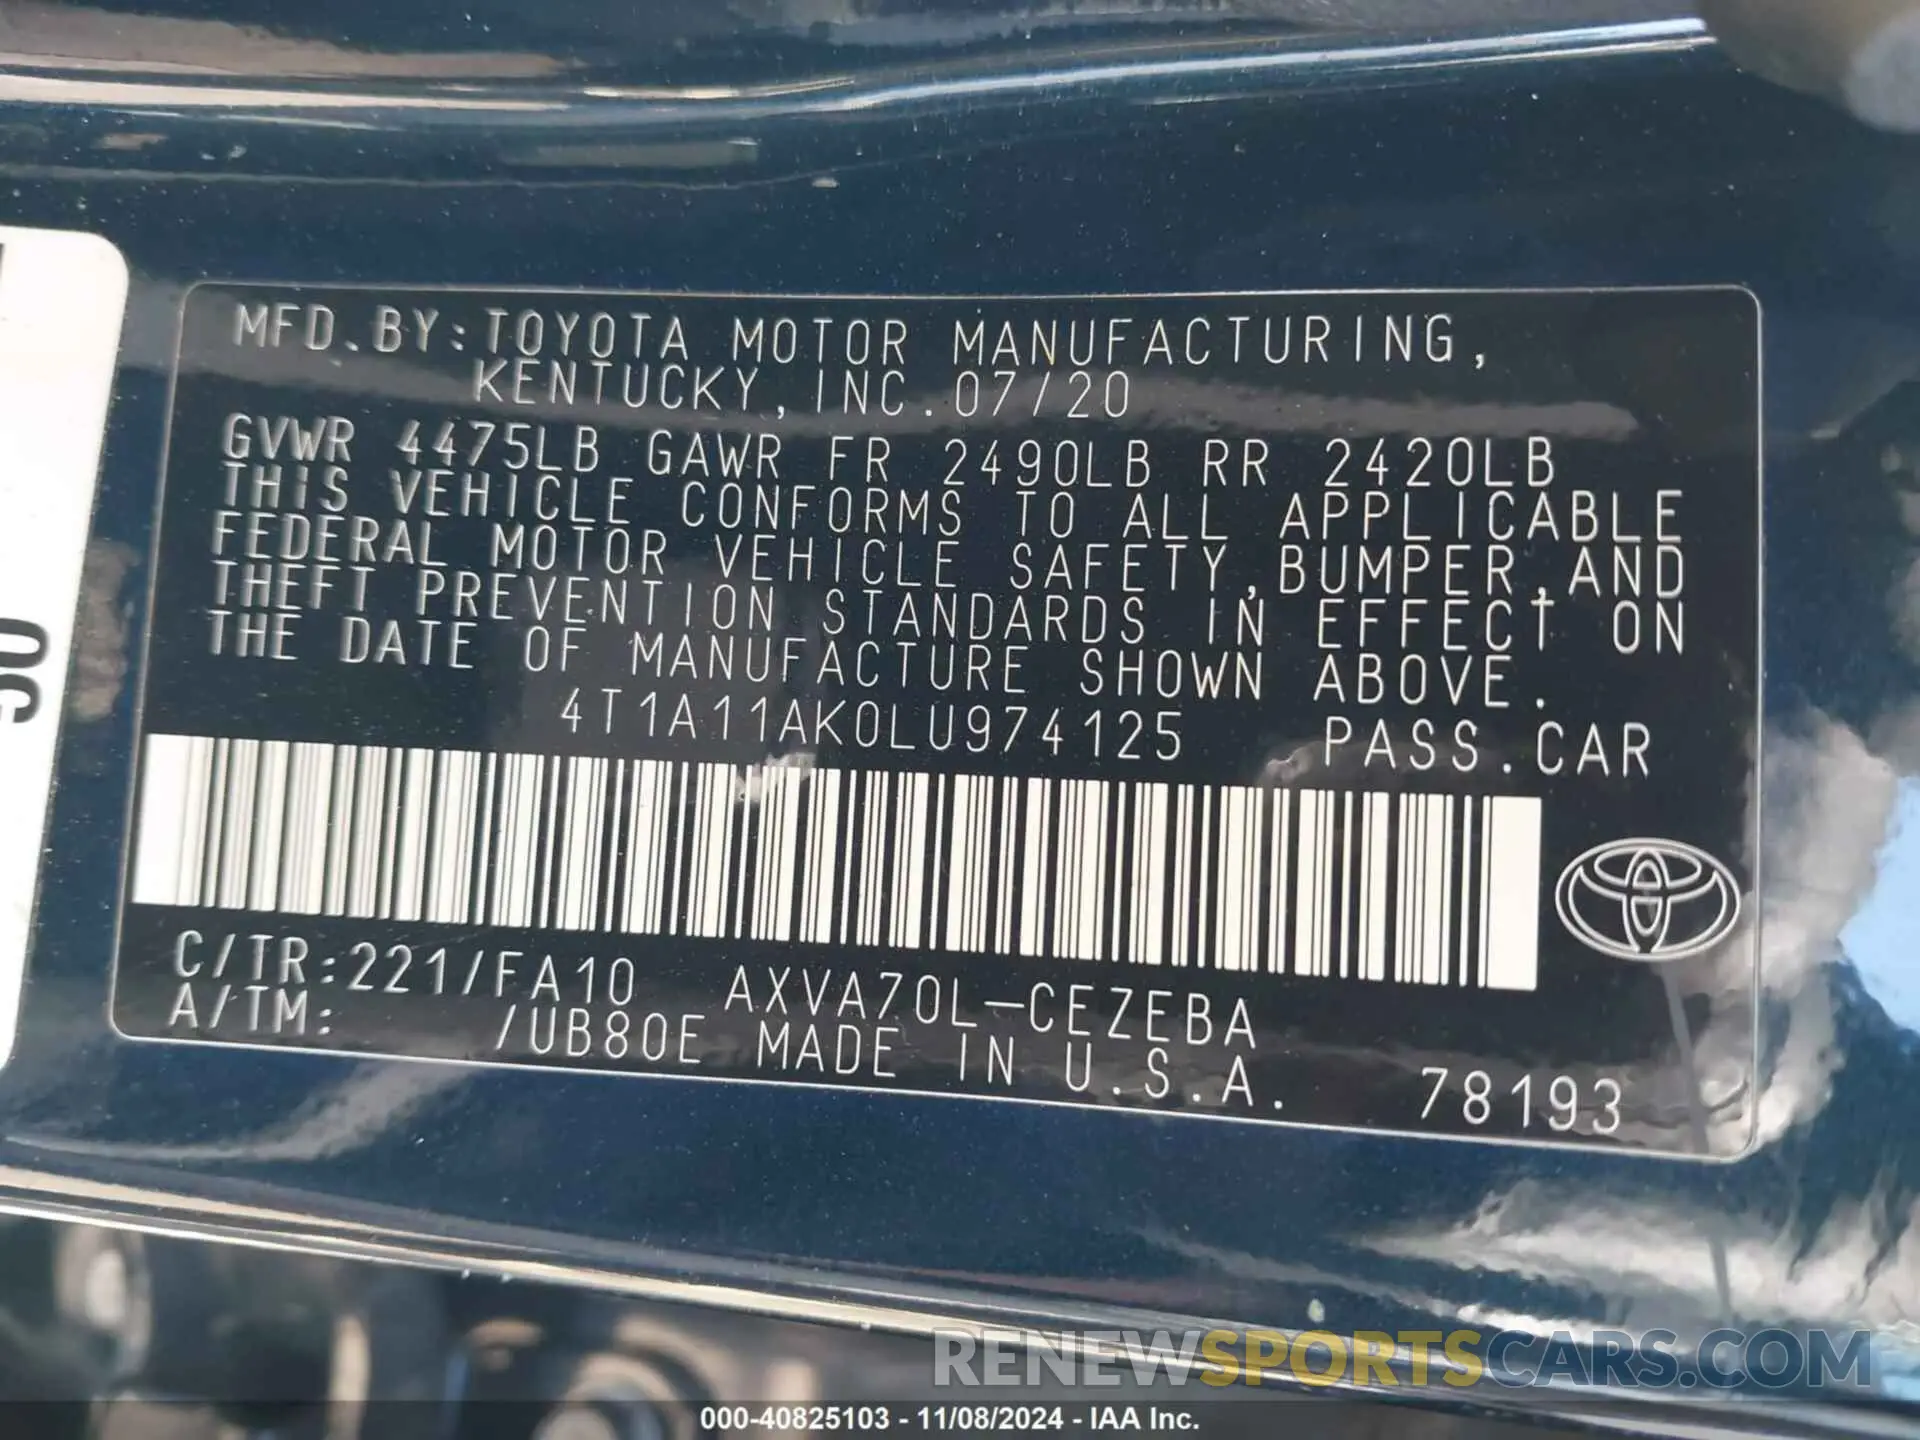 MFD. BY: TOYOTA MOTOR MANUFACTURING,
KENTUCKY, INC. 07/20
GVWR 4475LB GAWR FR 2490LB RR 2420LB
THIS VEHICLE CONFORMS TO ALL APPLICABLE
FEDERAL MOTOR VEHICLE SAFETY, BUMPER, AND
THEFT PREVENTION STANDARDS IN EFFECT ON
THE DATE OF MANUFACTURE SHOWN ABOVE.
4T1A11AK0LU974125 PASS. CAR
C/TR: 221/FA10 AXVA70L-CEZEBA
A/TM: /UB80E MADE IN U.S.A. 78193
RENEWSPORTSCARS.COM
000-40825103 - 11/08/2024 - IAA Inc.